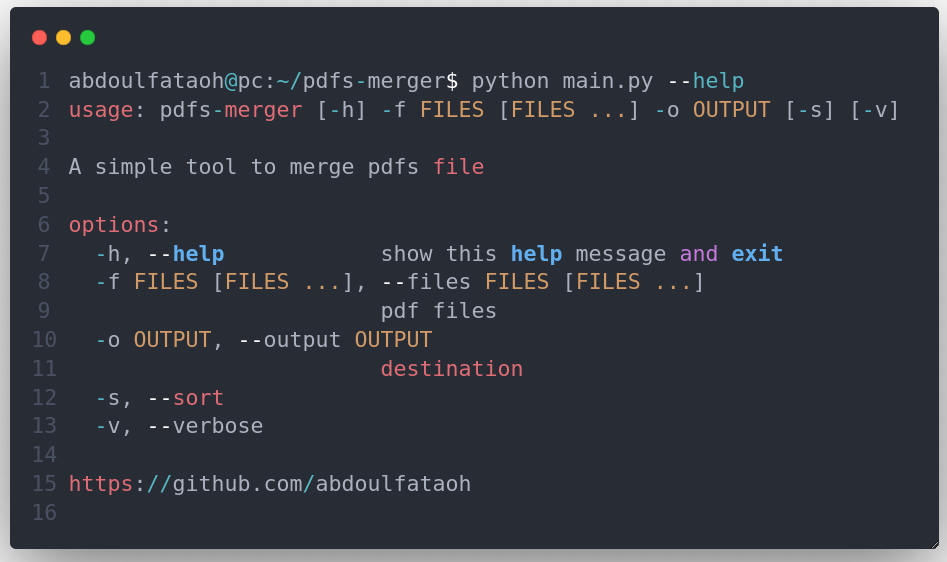 1 abdoulfataoh@pc:~/pdfs-merger$ python main.py --help
2 usage: pdfs-merger [-h] -f FILES [FILES ...] -o OUTPUT [-s] [-v]
3
4 A simple tool to merge pdfs file
5
6 options:
7   -h, --help            show this help message and exit
8   -f FILES [FILES ...], --files FILES [FILES ...]
9                         pdf files
10   -o OUTPUT, --output OUTPUT
11                         destination
12   -s, --sort
13   -v, --verbose
14
15 https://github.com/abdoulfataoh
16